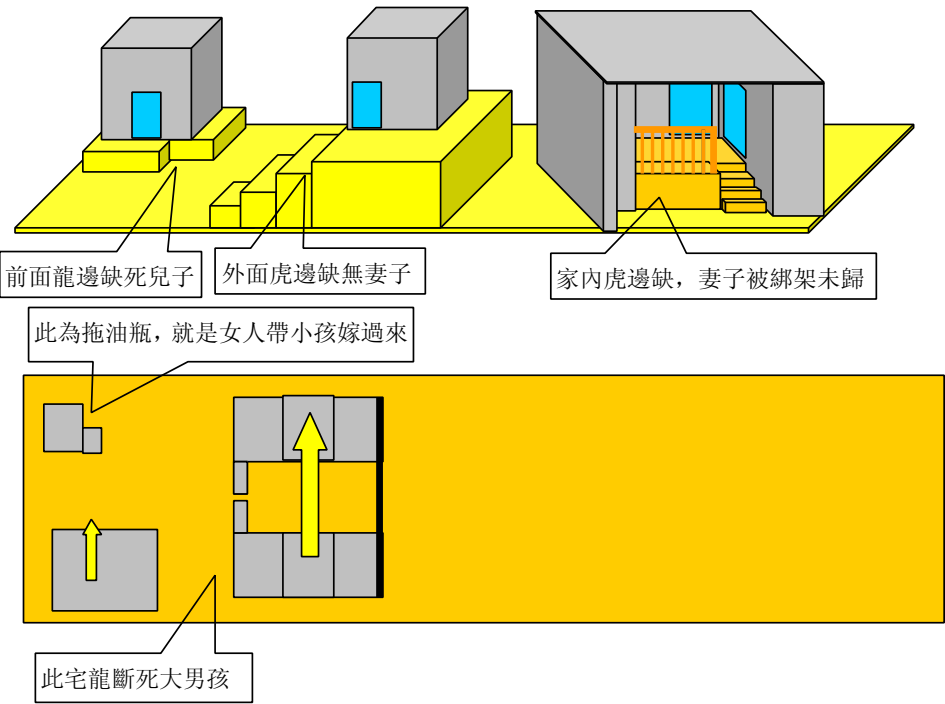 前面龍邊缺死兒子
外面虎邊缺無妻子
家內虎邊缺，妻子被綁架未歸
此為拖油瓶，就是女人帶小孩嫁過來
此宅龍斷死大男孩